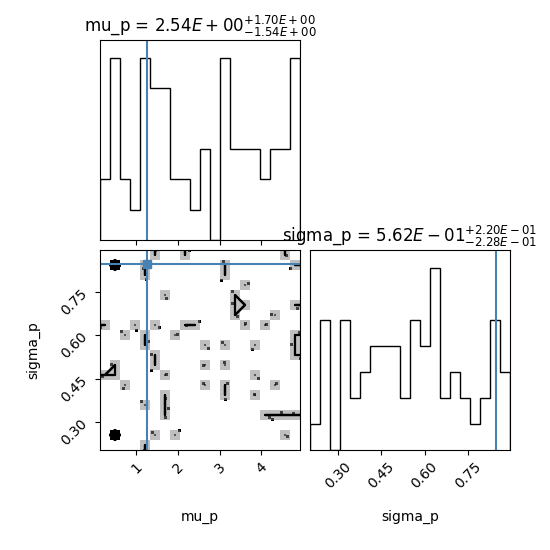 mu_p = 2.54E + 00+1.70E + 00 −1.54E + 00
sigma_p = 5.62E − 01+2.20E − 01 −2.28E − 01
sigma_p
0.75
0.60
0.45
0.30
1 2 3 4
0.30 0.45 0.60 0.75
mu_p
sigma_p